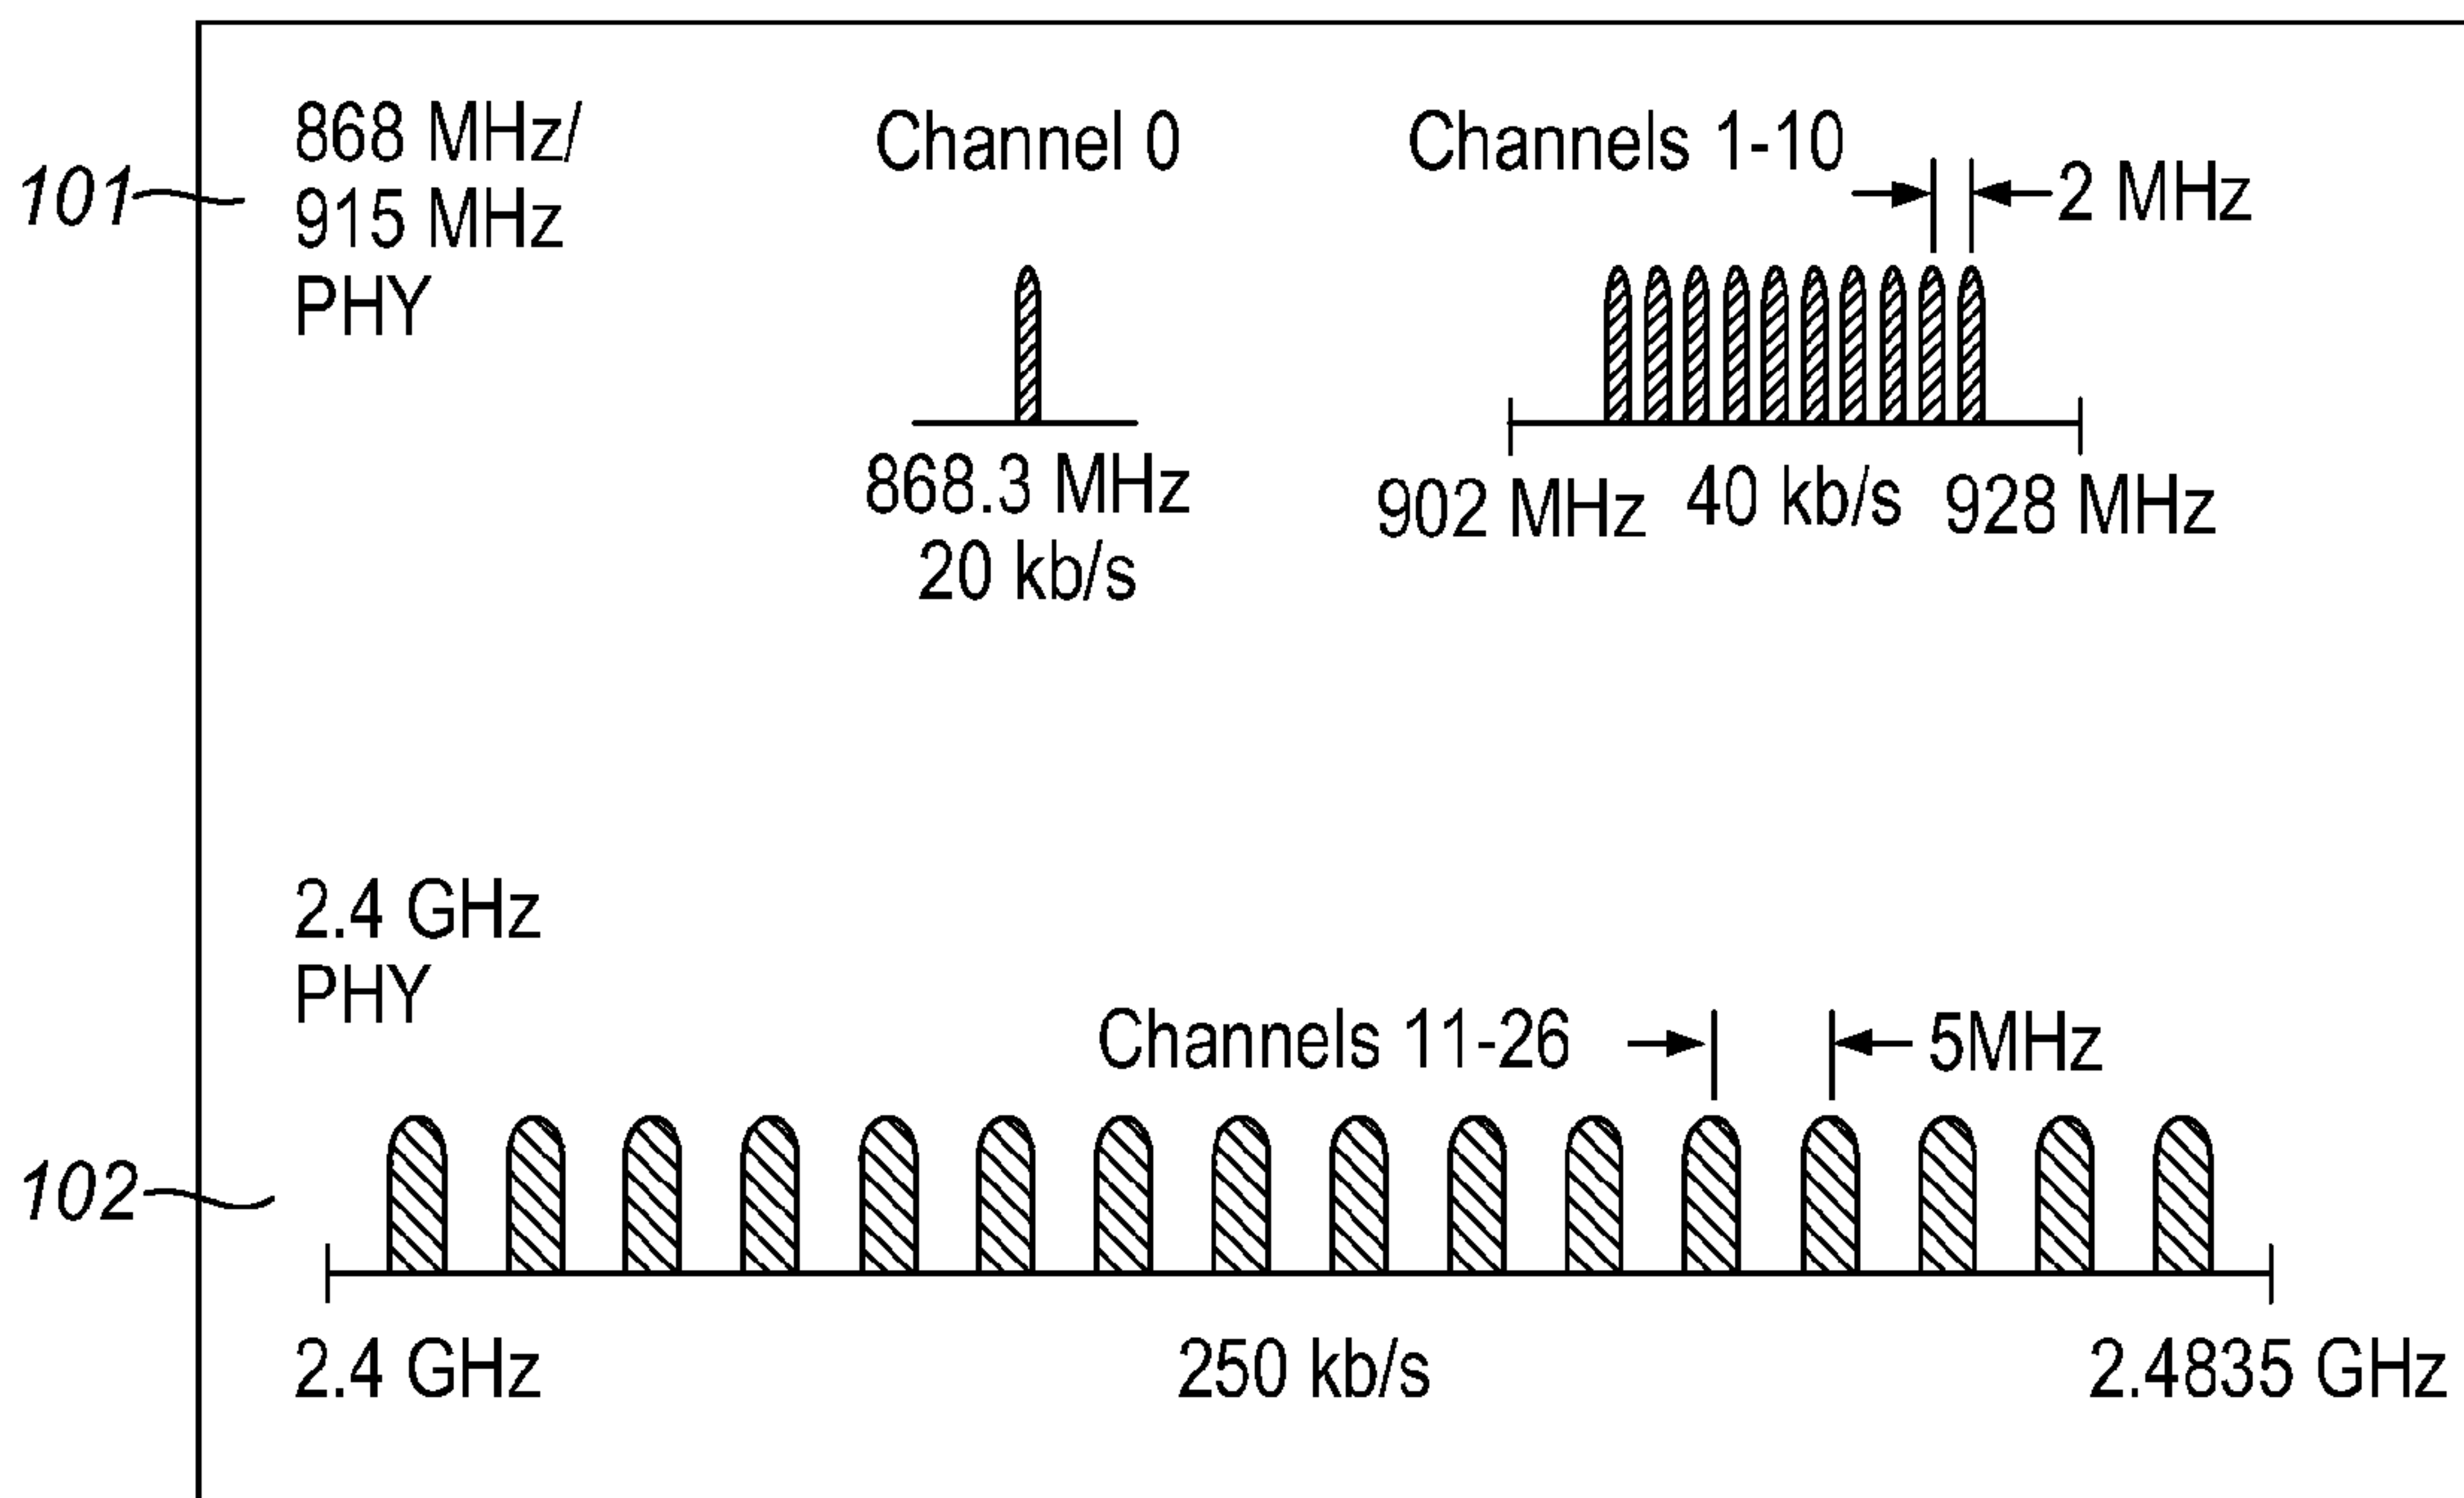 101
868 MHz/
915 MHz
PHY
Channel 0
868.3 MHz
20 kb/s
Channels 1-10
2 MHz
902 MHz
40 kb/s
928 MHz
102
2.4 GHz
PHY
Channels 11-26
5MHz
2.4 GHz
250 kb/s
2.4835 GHz